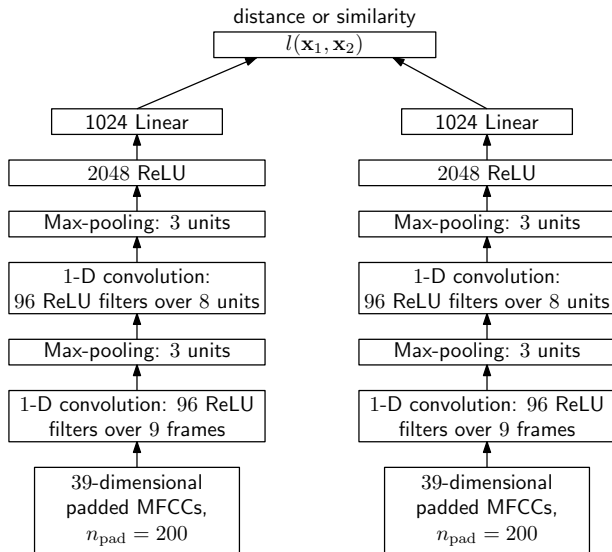 distance or similarity
l(x₁, x₂)
1024 Linear
2048 ReLU
Max-pooling: 3 units
1-D convolution:
96 ReLU filters over 8 units
Max-pooling: 3 units
1-D convolution: 96 ReLU
filters over 9 frames
39-dimensional
padded MFCCs,
n_pad = 200
1024 Linear
2048 ReLU
Max-pooling: 3 units
1-D convolution:
96 ReLU filters over 8 units
Max-pooling: 3 units
1-D convolution: 96 ReLU
filters over 9 frames
39-dimensional
padded MFCCs,
n_pad = 200